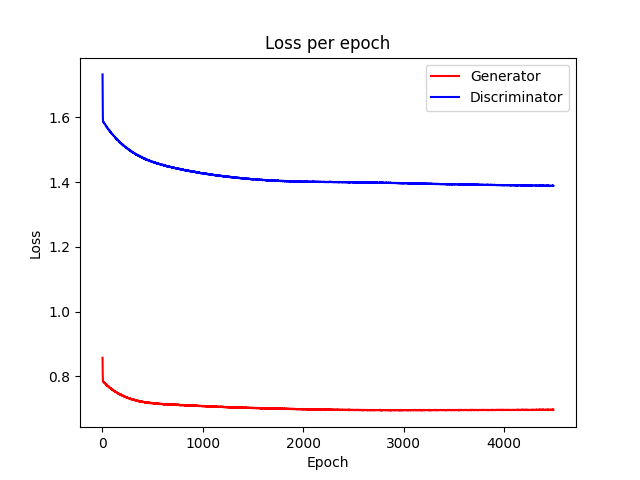 Loss per epoch
Generator
Discriminator
1.6
1.4
1.2
1.0
0.8
Loss
0
1000
2000
3000
4000
Epoch